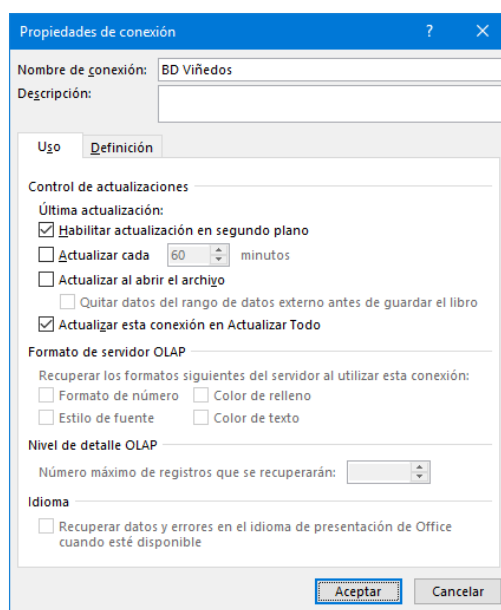 Propiedades de conexión ? ×
Nombre de conexión: BD Viñedos
Descripción:
Uso Definición
Control de actualizaciones
Última actualización:
Habilitar actualización en segundo plano
Actualizar cada 60 minutos
Actualizar al abrir el archivo
Quitar datos del rango de datos externo antes de guardar el libro
Actualizar esta conexión en Actualizar Todo
Formato de servidor OLAP
Recuperar los formatos siguientes del servidor al utilizar esta conexión:
Formato de número Color de relleno
Estilo de fuente Color de texto
Nivel de detalle OLAP
Número máximo de registros que se recuperarán:
Idioma
Recuperar datos y errores en el idioma de presentación de Office
cuando esté disponible
Aceptar Cancelar